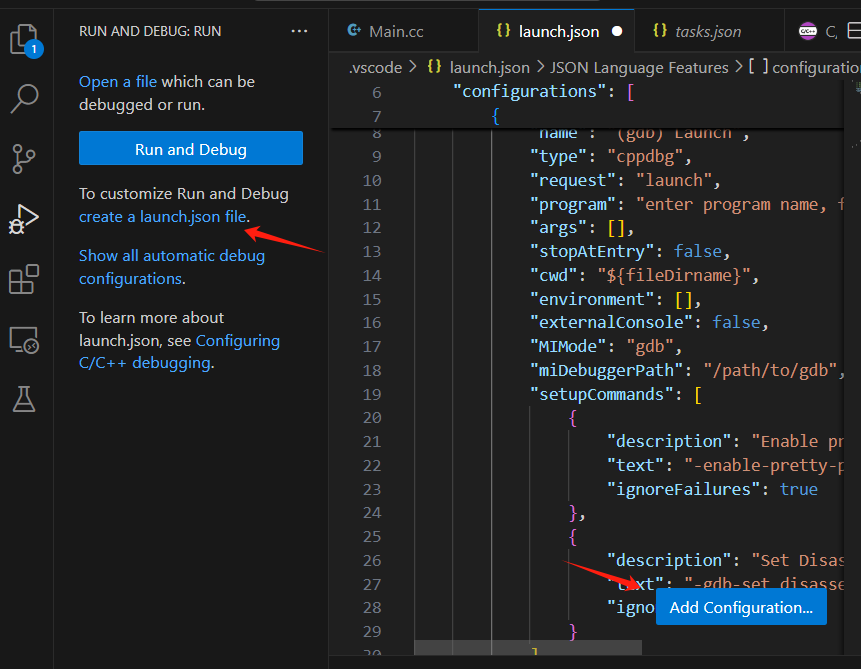 RUN AND DEBUG: RUN ···
1
Open a file which can be
debugged or run.
Run and Debug
To customize Run and Debug
create a launch.json file.
Show all automatic debug
configurations.
To learn more about
launch.json, see Configuring
C/C++ debugging.
Main.cc
{} launch.json
{} tasks.json
C/C++ C,
.vscode > {} launch.json > JSON Language Features > [ ] configuratio
6 "configurations": [
7 {
8 "name": "(gdb) Launch",
9 "type": "cppdbg",
10 "request": "launch",
11 "program": "enter program name, f
12 "args": [],
13 "stopAtEntry": false,
14 "cwd": "${fileDirname}",
15 "environment": [],
16 "externalConsole": false,
17 "MIMode": "gdb",
18 "miDebuggerPath": "/path/to/gdb",
19 "setupCommands": [
20 {
21 "description": "Enable pr
22 "text": "-enable-pretty-p
23 "ignoreFailures": true
24 },
25 {
26 "description": "Set Disas
27 "text": "-gdb-set disasse
28 "igno
Add Configuration...
29 }
30 ]